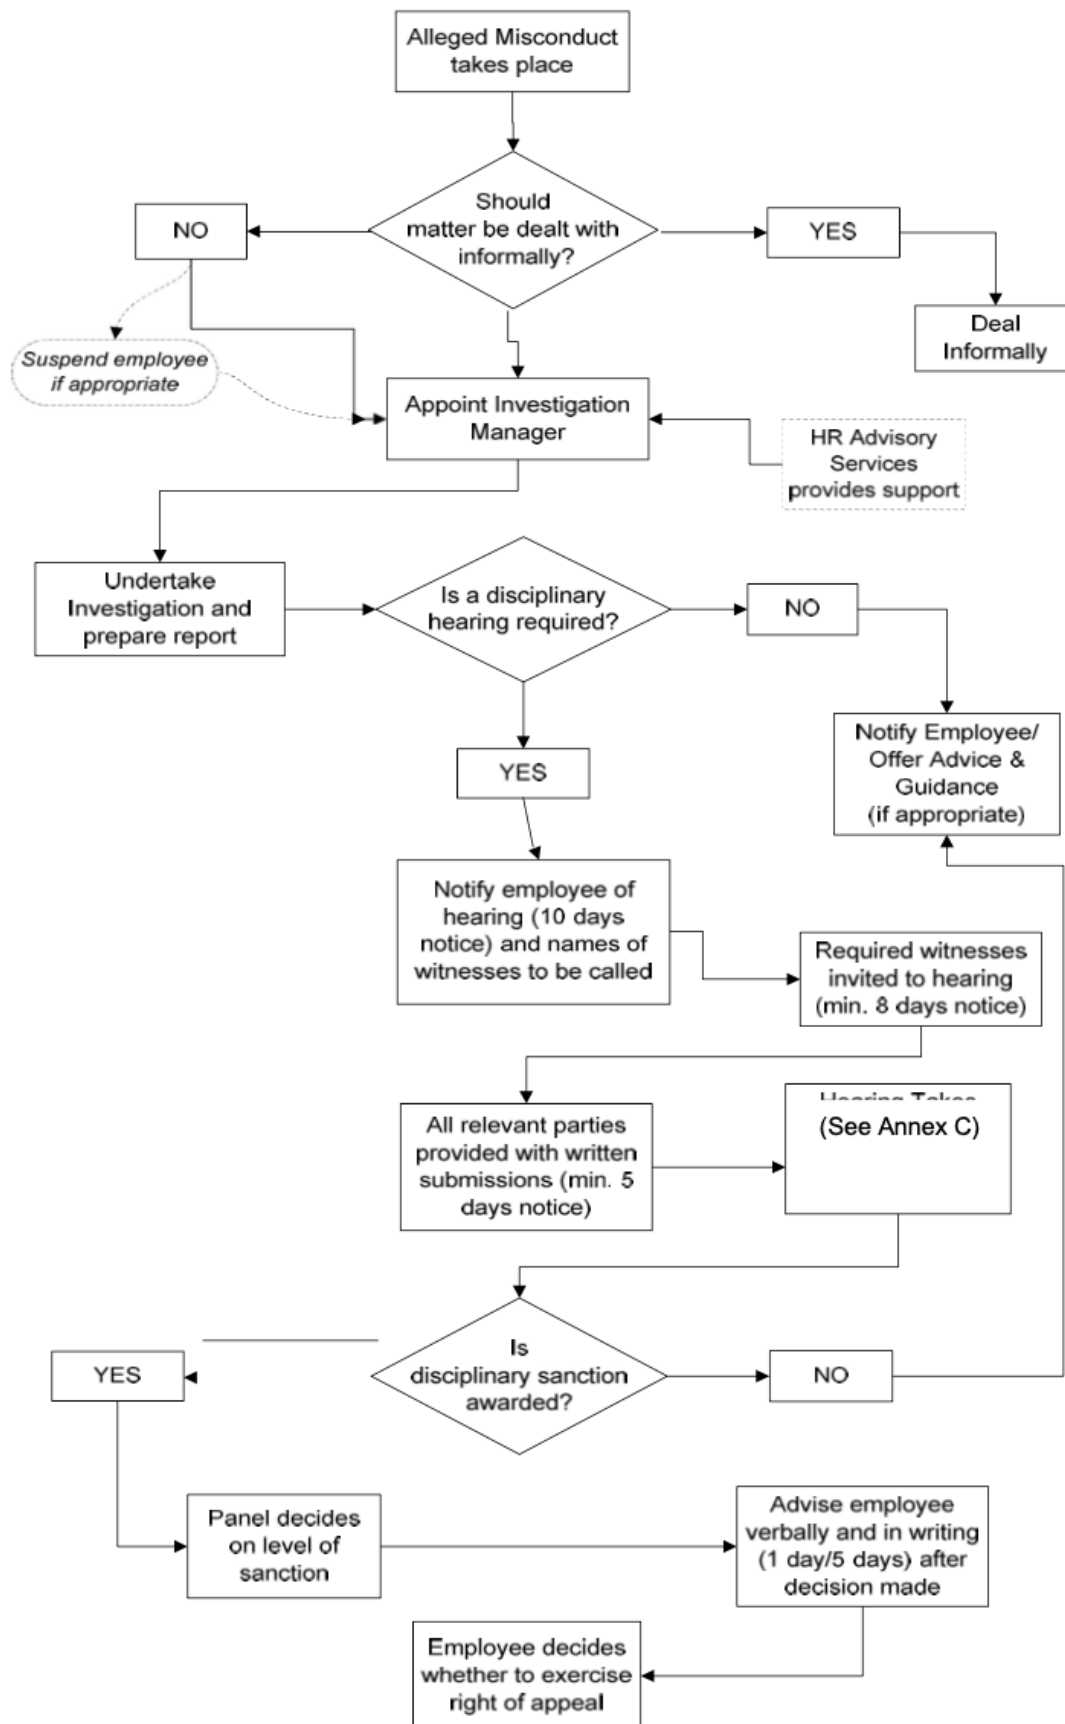 Alleged Misconduct
takes place
Should
matter be dealt with
informally?
NO
YES
Suspend employee
if appropriate
Deal
Informally
Appoint Investigation
Manager
HR Advisory
Services
provides support
Undertake
Investigation and
prepare report
Is a disciplinary
hearing required?
NO
YES
Notify Employee/
Offer Advice &
Guidance
(if appropriate)
Notify employee of
hearing (10 days
notice) and names of
witnesses to be called
Required witnesses
invited to hearing
(min. 8 days notice)
All relevant parties
provided with written
submissions (min. 5
days notice)
Hearing Takes
(See Annex C)
Is
disciplinary sanction
awarded?
YES
NO
Panel decides
on level of
sanction
Advise employee
verbally and in writing
(1 day/5 days) after
decision made
Employee decides
whether to exercise
right of appeal